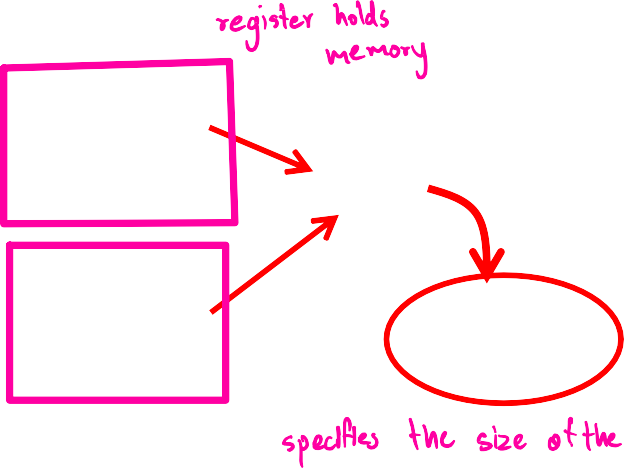 register holds
memory
specifies the size of the